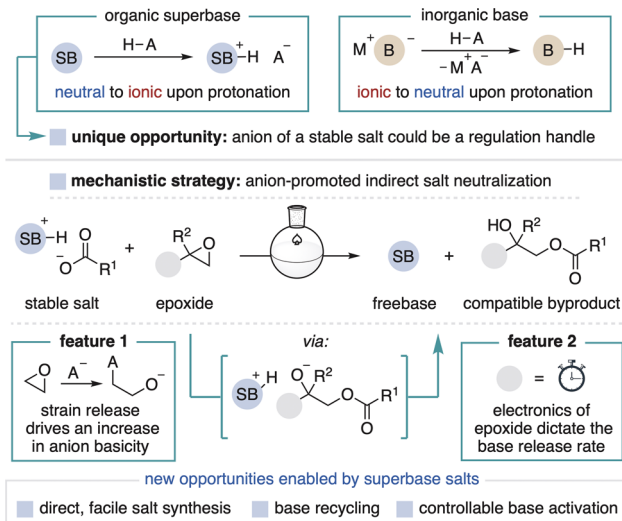 organic superbase
inorganic base
SB
H–A
SB
+
–H
A
–
M
+
B
–
H–A
– M
+
A
–
B
–H
neutral to ionic upon protonation
ionic to neutral upon protonation
unique opportunity: anion of a stable salt could be a regulation handle
mechanistic strategy: anion-promoted indirect salt neutralization
SB
+
–H
–
O
O
R1
+
R2
O
SB
+
HO
R2
O
R1
O
stable salt
epoxide
freebase
compatible byproduct
feature 1
O
A–
A
O–
strain release
drives an increase
in anion basicity
via:
SB
+
H
O–
R2
O
R1
O
feature 2
=
electronics of
epoxide dictate the
base release rate
new opportunities enabled by superbase salts
direct, facile salt synthesis
base recycling
controllable base activation